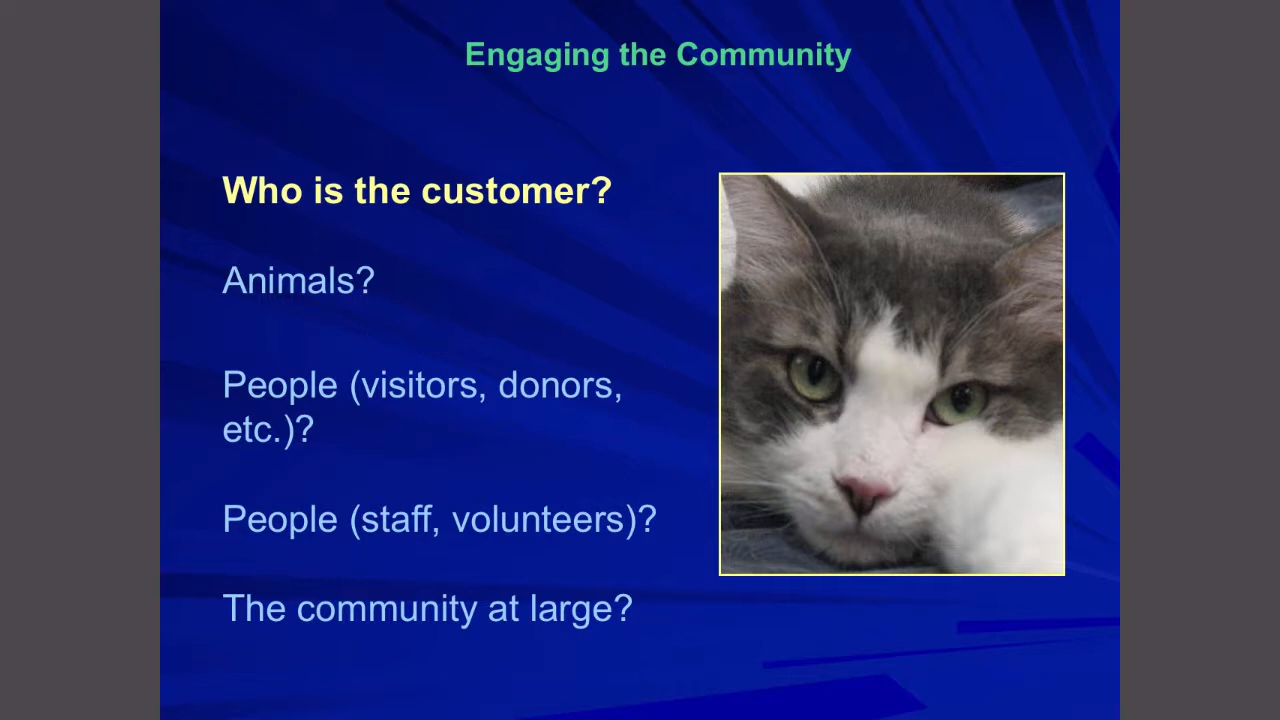 Engaging the Community
Who is the customer?
Animals?
People (visitors, donors,
etc.)?
People (staff, volunteers)?
The community at large?